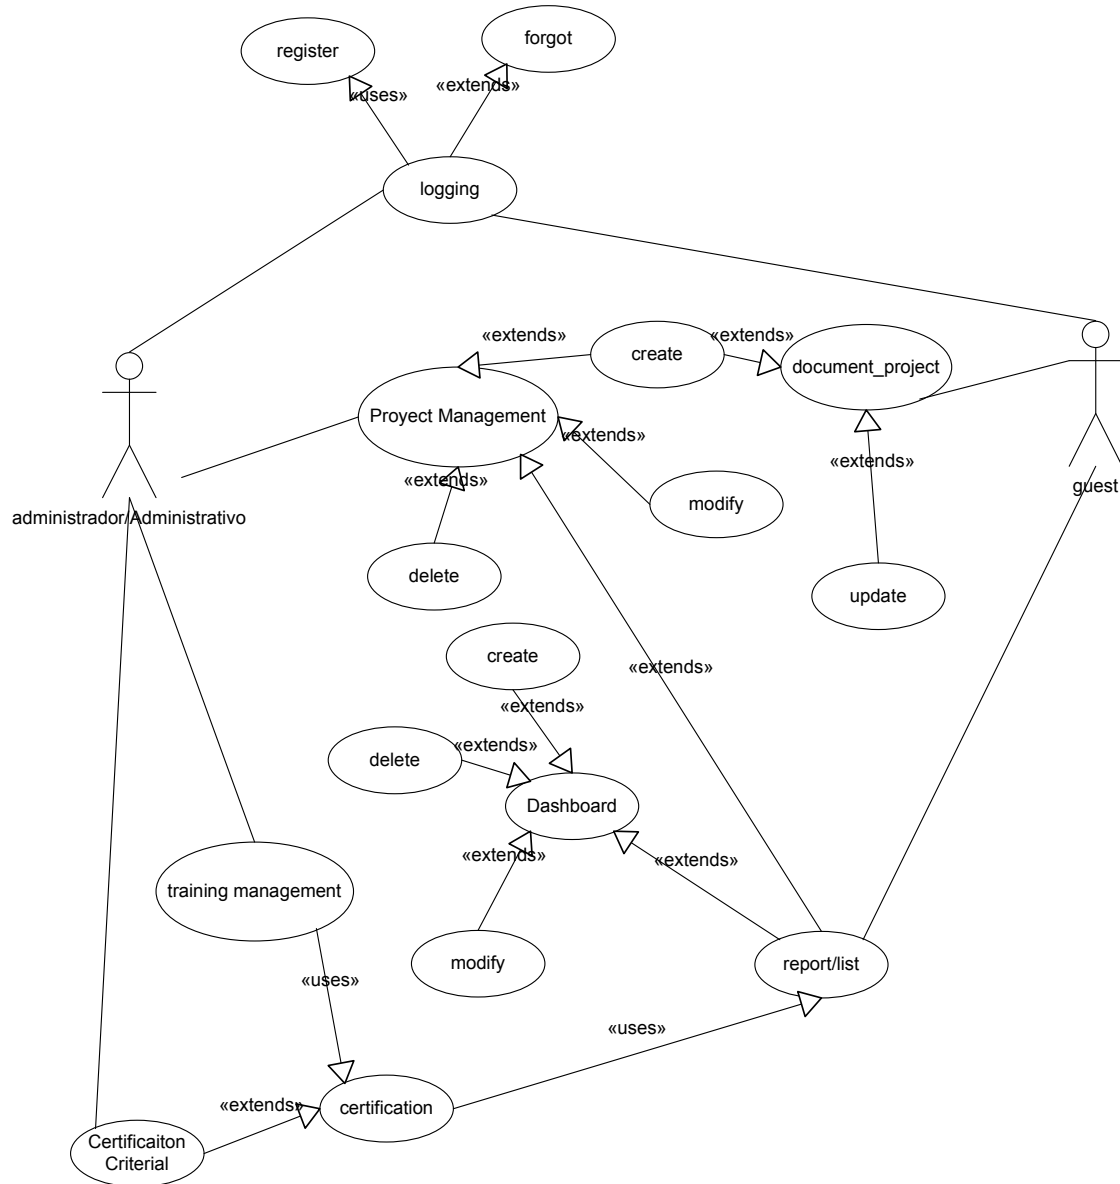 forgot
register
«extends»
«uses»
logging
«extends»
«extends»
create
document_project
Proyect Management
«extends»
«extends»
«extends»
guest
modify
administrador/Administrativo
delete
update
create
«extends»
«extends»
«extends»
delete
Dashboard
«extends»
«extends»
training management
modify
report/list
«uses»
«uses»
«extends»
certification
Certificaiton
Criterial